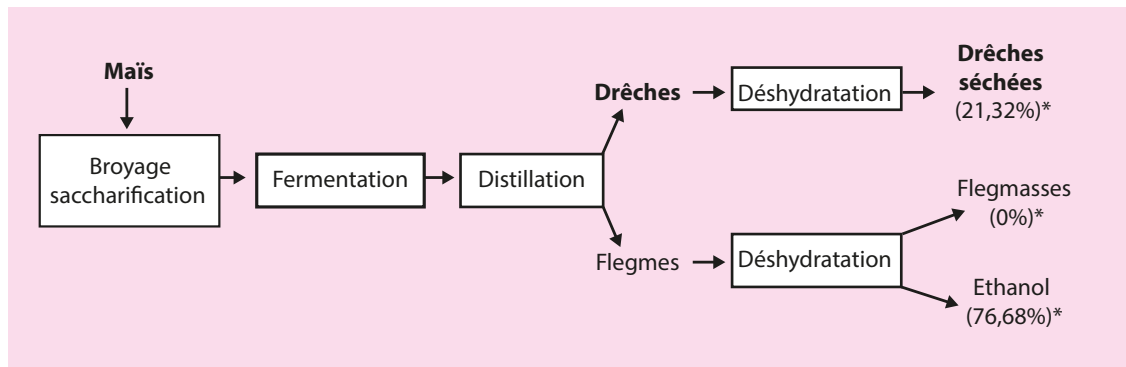 Maïs
Broyage
saccharification
Fermentation
Distillation
Drêches
Déshydratation
Drêches
séchées
(21,32%)*
Flegmes
Déshydratation
Flegmasses
(0%)*
Ethanol
(76,68%)*